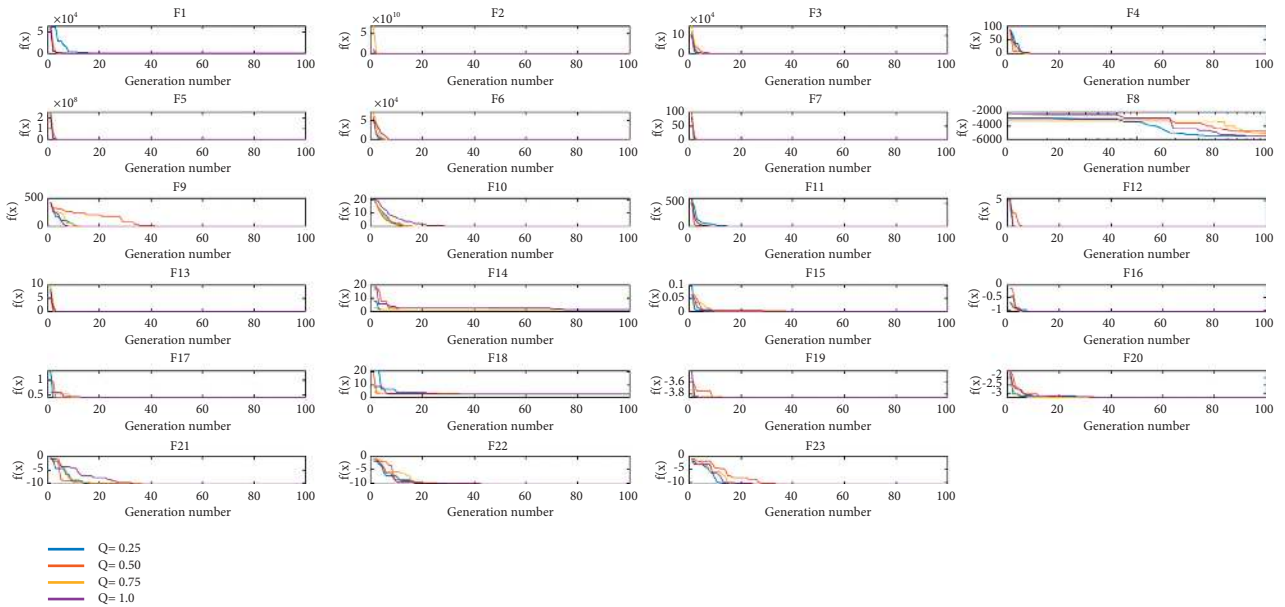 ×10⁴ F1
f(x)
5
0
0 20 40 60 80 100
Generation number
×10¹⁰ F2
f(x)
5
0
0 20 40 60 80 100
Generation number
×10⁴ F3
f(x)
10
0
0 20 40 60 80 100
Generation number
F4
f(x)
100
50
0
0 20 40 60 80 100
Generation number
×10⁸ F5
f(x)
2
1
0
0 20 40 60 80 100
Generation number
×10⁴ F6
f(x)
5
0
0 20 40 60 80 100
Generation number
F7
f(x)
100
50
0
0 20 40 60 80 100
Generation number
F8
f(x)
-2000
-4000
-6000
0 20 40 60 80 100
Generation number
F9
f(x)
500
0
0 20 40 60 80 100
Generation number
F10
f(x)
20
10
0
0 20 40 60 80 100
Generation number
F11
f(x)
500
0
0 20 40 60 80 100
Generation number
F12
f(x)
5
0
0 20 40 60 80 100
Generation number
F13
f(x)
10
5
0
0 20 40 60 80 100
Generation number
F14
f(x)
20
10
0
0 20 40 60 80 100
Generation number
F15
f(x)
0.1
0.05
0
0 20 40 60 80 100
Generation number
F16
f(x)
0
-0.5
-1
0 20 40 60 80 100
Generation number
F17
f(x)
1
0.5
0 20 40 60 80 100
Generation number
F18
f(x)
20
10
0
0 20 40 60 80 100
Generation number
F19
f(x)
-3.6
-3.8
0 20 40 60 80 100
Generation number
F20
f(x)
-2
-2.5
-3
0 20 40 60 80 100
Generation number
F21
f(x)
0
-5
-10
0 20 40 60 80 100
Generation number
F22
f(x)
0
-5
-10
0 20 40 60 80 100
Generation number
F23
f(x)
0
-5
-10
0 20 40 60 80 100
Generation number
Q= 0.25
Q= 0.50
Q= 0.75
Q= 1.0